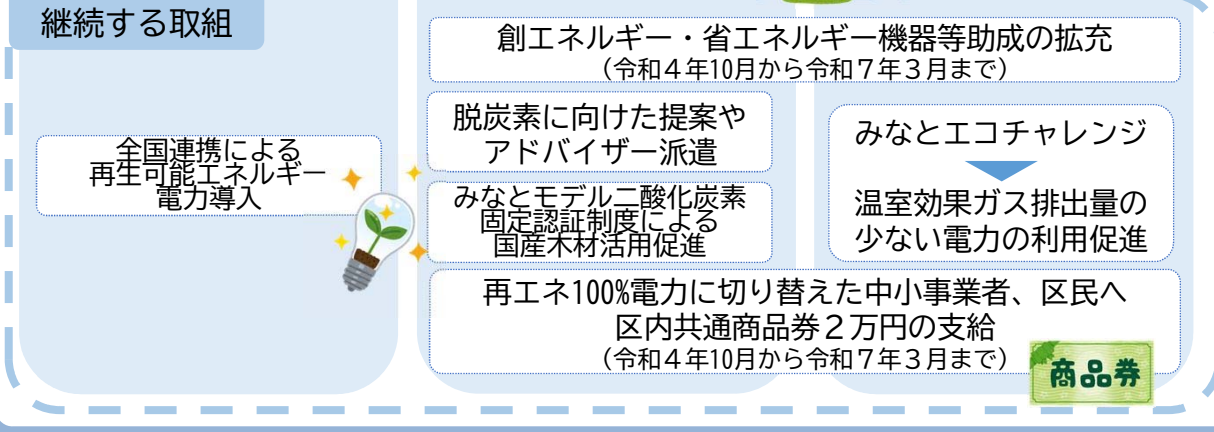 継続する取組
創エネルギー・省エネルギー機器等助成の拡充
（令和４年10月から令和７年３月まで）
全国連携による
再生可能エネルギー
電力導入
脱炭素に向けた提案や
アドバイザー派遣
みなとモデル二酸化炭素
固定認証制度による
国産木材活用促進
みなとエコチャレンジ
温室効果ガス排出量の
少ない電力の利用促進
再エネ100%電力に切り替えた中小事業者、区民へ
区内共通商品券２万円の支給
（令和４年10月から令和７年３月まで）
商品券